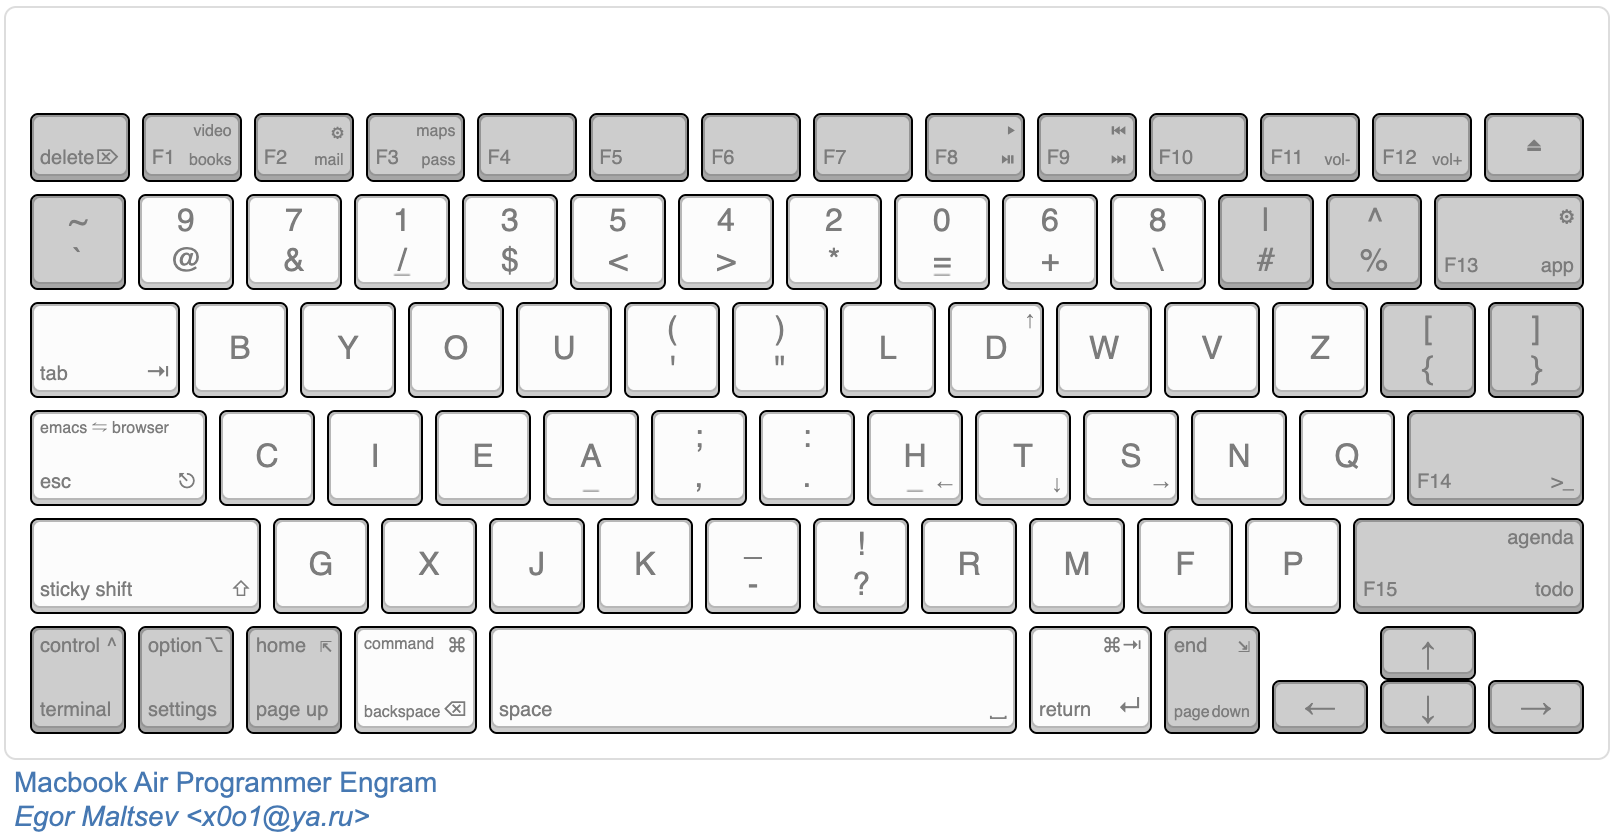 delete⌦ F1 video books F2 ⚙ mail F3 maps pass F4 F5 F6 F7 F8 ▶ ⏯ F9 ⏮ ⏭ F10 F11 vol- F12 vol+ ⏏
~ ` 9 @ 7 & 1 / 3 $ 5 < 4 > 2 * 0 = 6 + 8 \ | # ^ % F13 ⚙ app
tab ⇥ B Y O U ( ' ) " L D ↑ W V Z [ { ] }
emacs ⇋ browser esc ⎋ C I E A _ ; , : . H _ ← T ↓ S → N Q F14 >_
sticky shift ⇧ G X J K _ - ! ? R M F P agenda F15 todo
control ^ terminal option ⌥ settings home ⇱ page up command ⌘ backspace ⌫ space ⎵ ⌘⇥ return ↵ end ⇲ page down ← ↑ ↓ →
Macbook Air Programmer Engram
Egor Maltsev <x0o1@ya.ru>